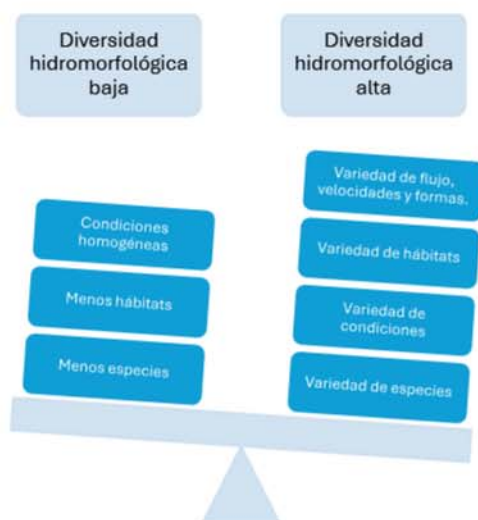 Diversidad
hidromorfológica
baja
Diversidad
hidromorfológica
alta
Condiciones
homogéneas
Menos hábitats
Menos especies
Variedad de flujo,
velocidades y formas.
Variedad de hábitats
Variedad de
condiciones
Variedad de especies